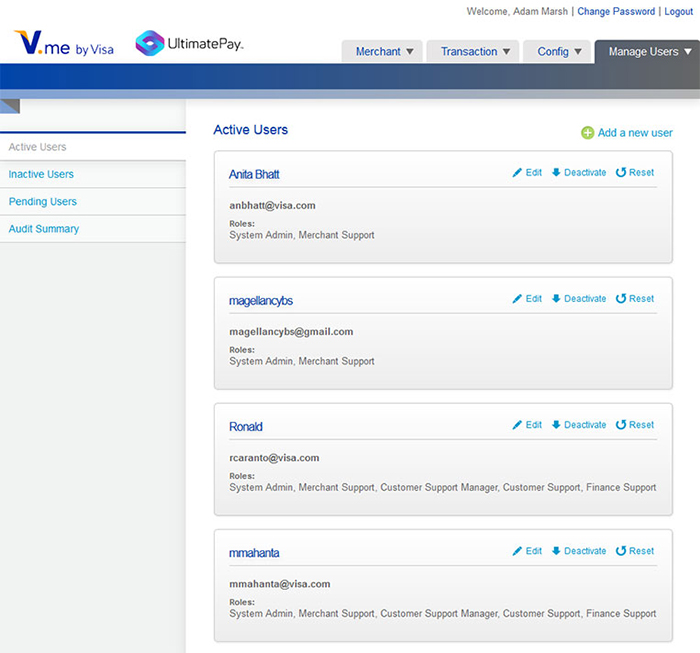 Welcome, Adam Marsh | Change Password | Logout
V.me by Visa
UltimatePay.
Merchant ▼ Transaction ▼ Config ▼ Manage Users ▼
Active Users
Inactive Users
Pending Users
Audit Summary
Active Users
Add a new user
Anita Bhatt Edit Deactivate Reset
anbhatt@visa.com
Roles:
System Admin, Merchant Support
magellancybs Edit Deactivate Reset
magellancybs@gmail.com
Roles:
System Admin, Merchant Support
Ronald Edit Deactivate Reset
rcaranto@visa.com
Roles:
System Admin, Merchant Support, Customer Support Manager, Customer Support, Finance Support
mmahanta Edit Deactivate Reset
mmahanta@visa.com
Roles:
System Admin, Merchant Support, Customer Support Manager, Customer Support, Finance Support